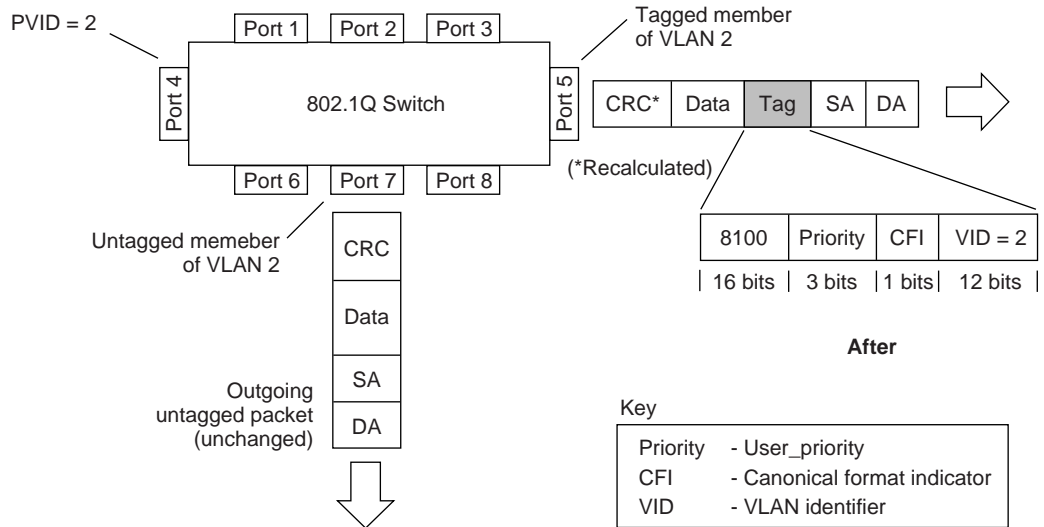 PVID = 2
Port 1
Port 2
Port 3
Tagged member
of VLAN 2
Port 4
802.1Q Switch
Port 5
CRC*
Data
Tag
SA
DA
(*Recalculated)
Port 6
Port 7
Port 8
Untagged memeber
of VLAN 2
CRC
Data
SA
DA
8100
Priority
CFI
VID = 2
16 bits
3 bits
1 bits
12 bits
After
Outgoing
untagged packet
(unchanged)
Key
Priority - User_priority
CFI - Canonical format indicator
VID - VLAN identifier